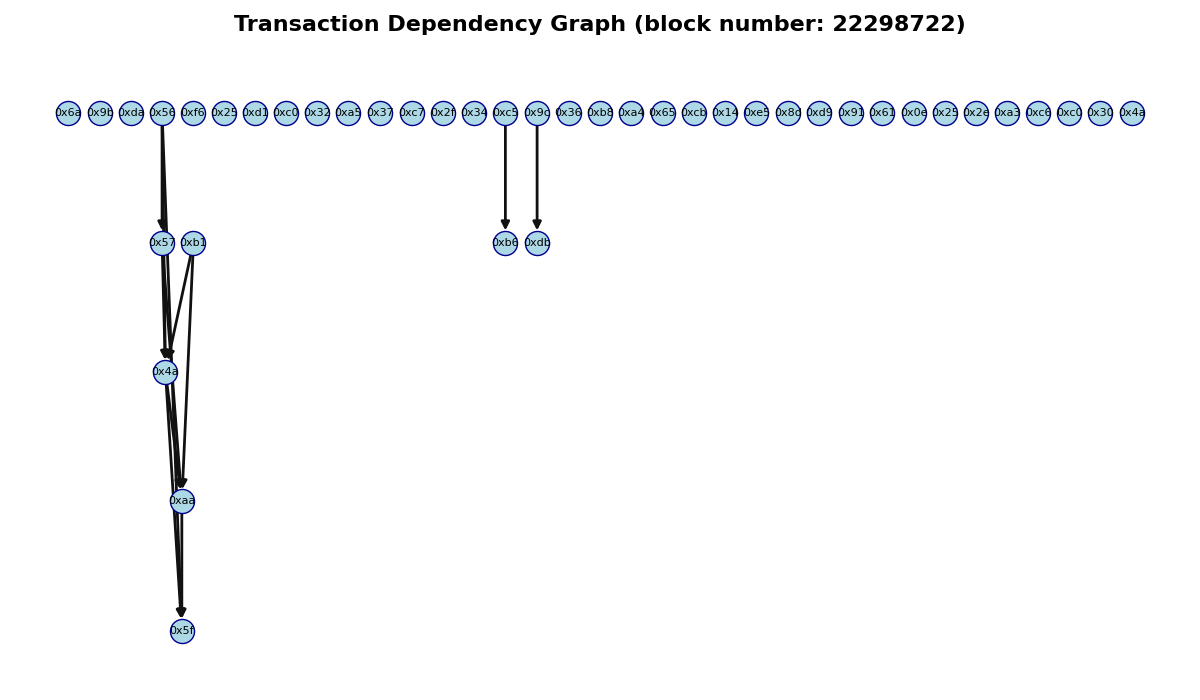 Transaction Dependency Graph (block number: 22298722)
0x6a 0x9b 0xda 0x56 0xf6 0x25 0xd1 0xc0 0x32 0xa5 0x37 0xc7 0x2f 0x34 0xc5 0x9c 0x36 0xb8 0xa4 0x65 0xcb 0x14 0xe5 0x8d 0xd9 0x91 0x61 0x0e 0x25 0x2e 0xa3 0xc6 0xc0 0x30 0x4a
0x57 0xb1 0xb6 0xdb
0x4a
0xaa
0x5f